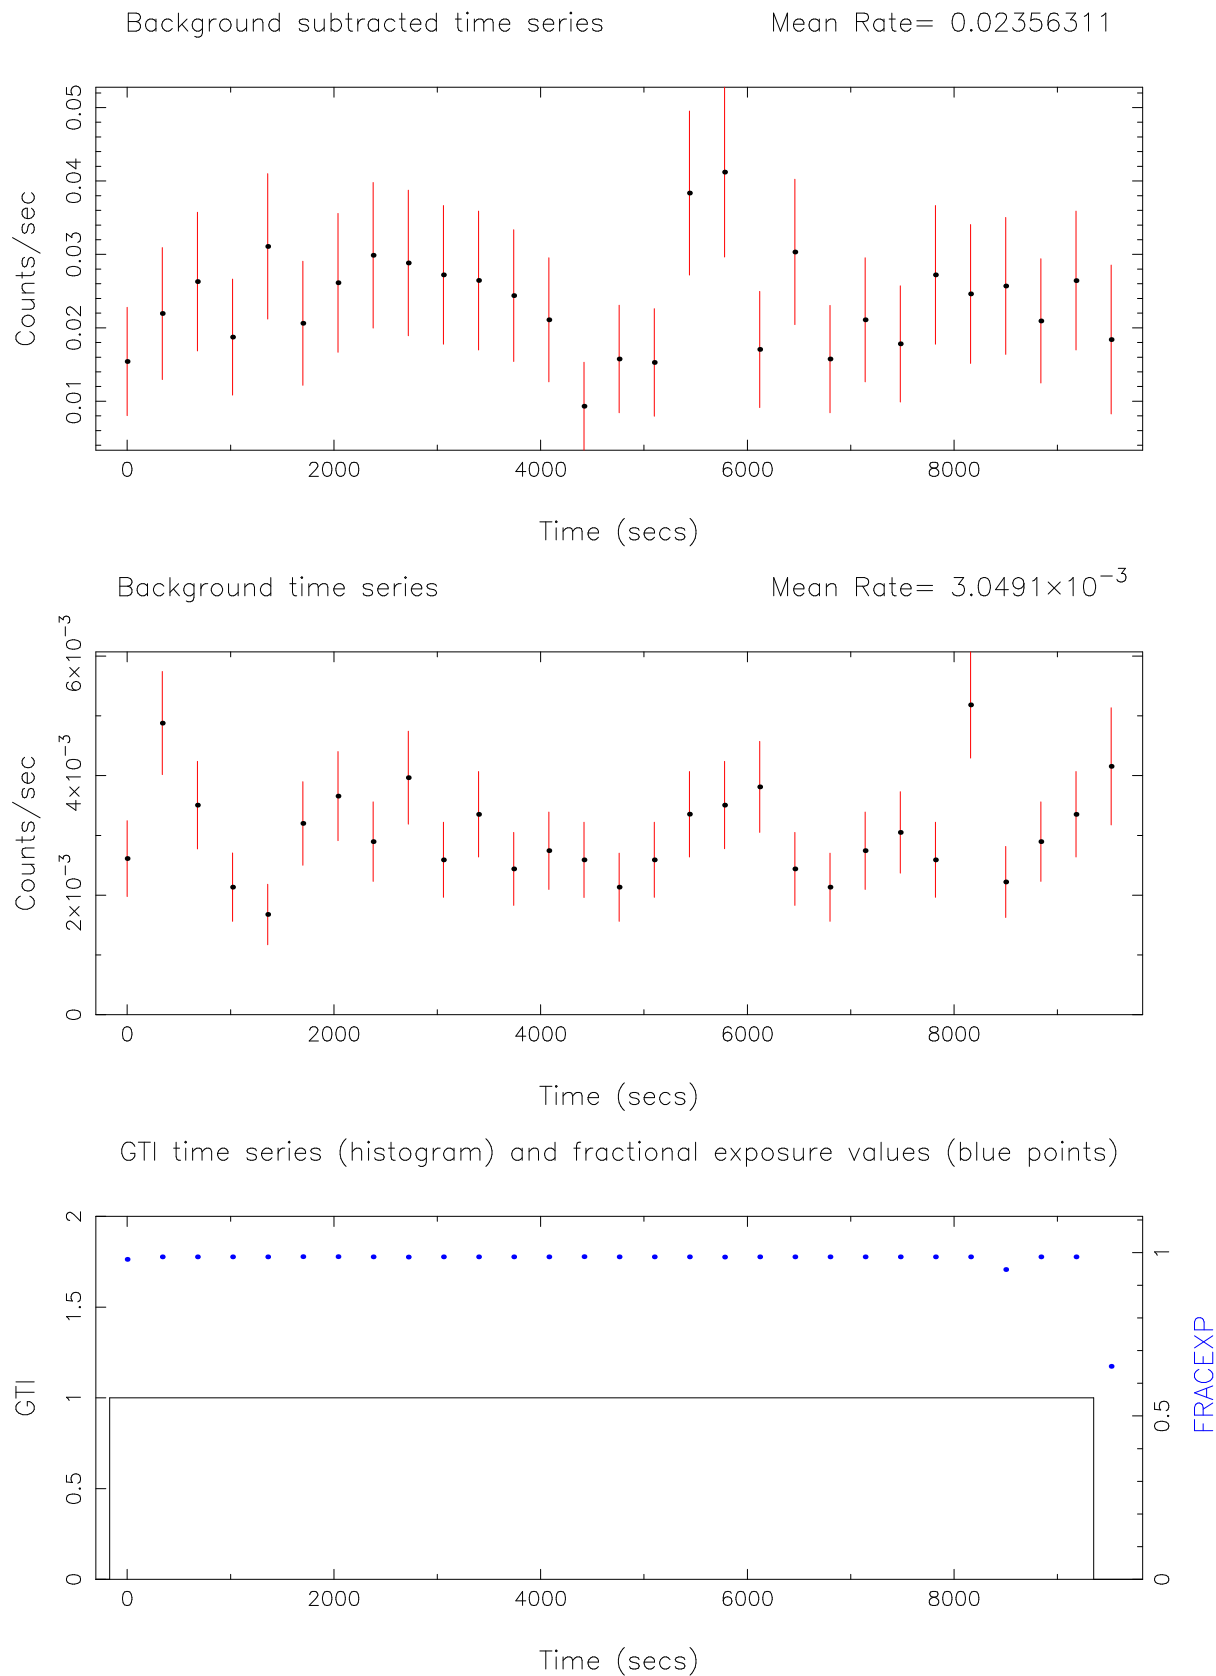 Background subtracted time series Mean Rate= 0.02356311
0.05
0.04
0.03
0.02
0.01
Counts/sec
0 2000 4000 6000 8000
Time (secs)
Background time series Mean Rate= 3.0491×10⁻³
6×10⁻³
4×10⁻³
2×10⁻³
0
Counts/sec
0 2000 4000 6000 8000
Time (secs)
GTI time series (histogram) and fractional exposure values (blue points)
2
1.5
1
0.5
0
GTI
1
0.5
0
FRACEXP
0 2000 4000 6000 8000
Time (secs)